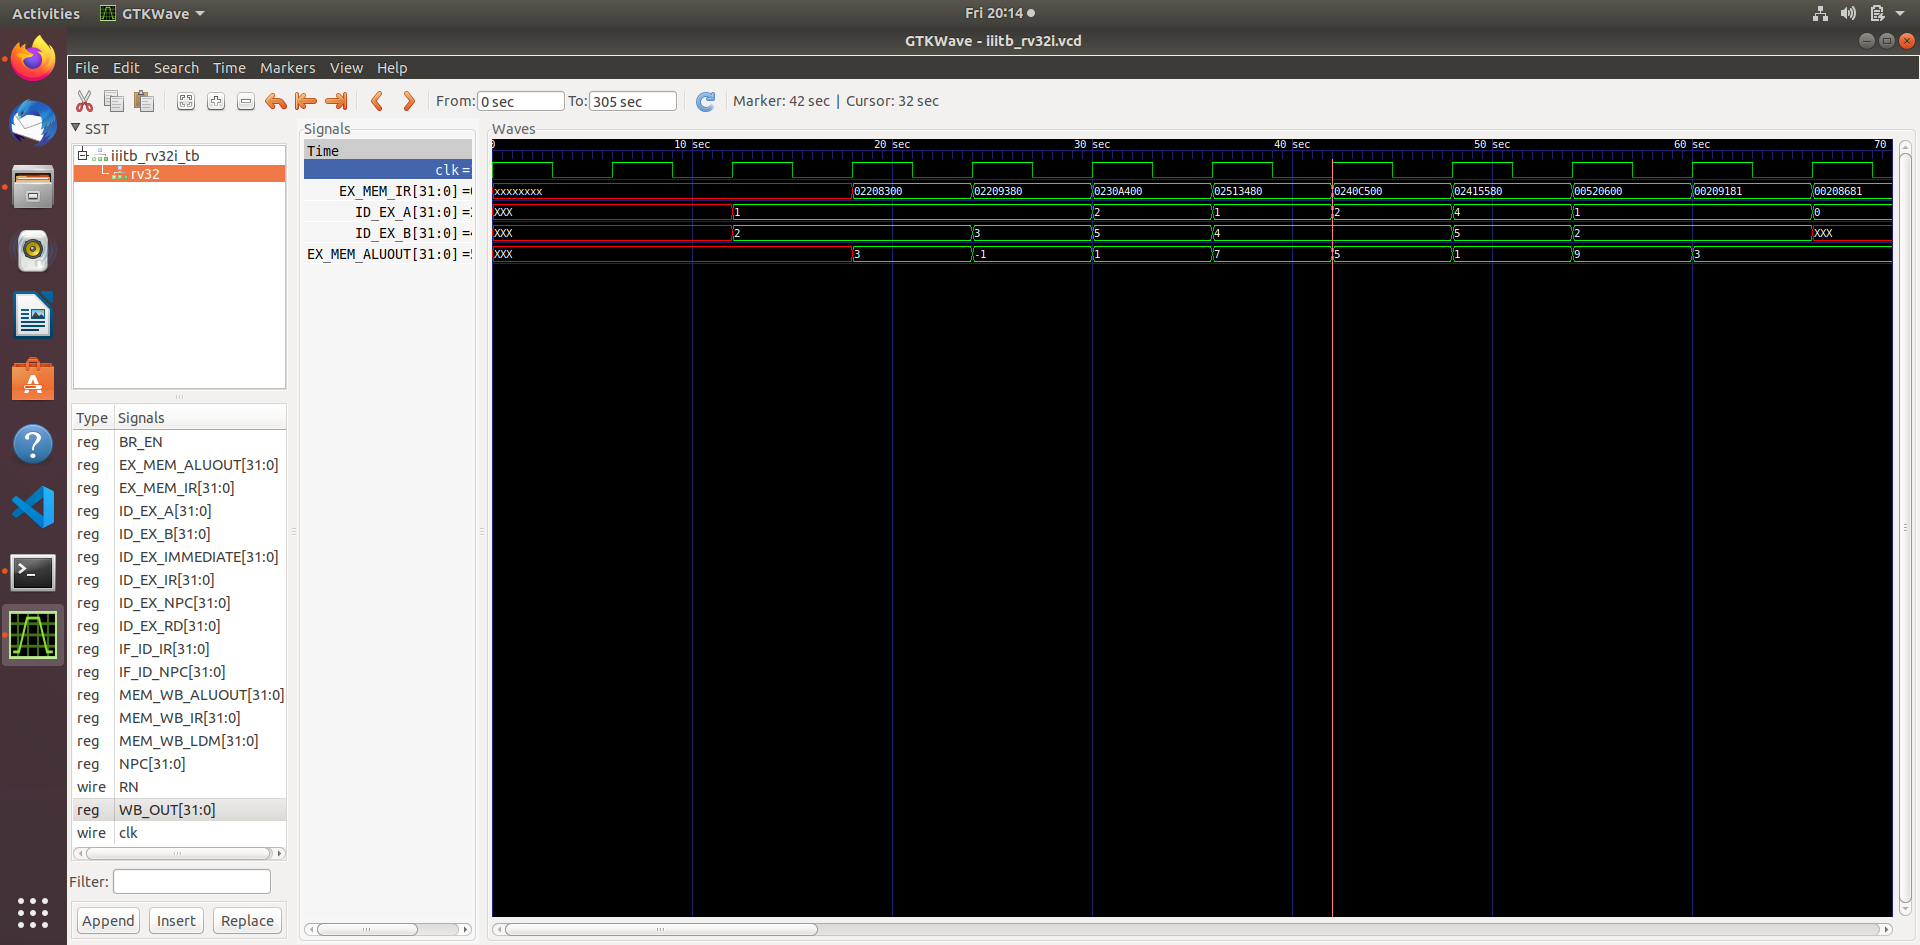 Activities GTKWave Fri 20:14
GTKWave - iiitb_rv32i.vcd
File Edit Search Time Markers View Help
From: 0 sec To: 305 sec Marker: 42 sec | Cursor: 32 sec
SST
iiitb_rv32i_tb
rv32
Type Signals
reg BR_EN
reg EX_MEM_ALUOUT[31:0]
reg EX_MEM_IR[31:0]
reg ID_EX_A[31:0]
reg ID_EX_B[31:0]
reg ID_EX_IMMEDIATE[31:0]
reg ID_EX_IR[31:0]
reg ID_EX_NPC[31:0]
reg ID_EX_RD[31:0]
reg IF_ID_IR[31:0]
reg IF_ID_NPC[31:0]
reg MEM_WB_ALUOUT[31:0]
reg MEM_WB_IR[31:0]
reg MEM_WB_LDM[31:0]
reg NPC[31:0]
wire RN
reg WB_OUT[31:0]
wire clk
Filter:
Append Insert Replace
Signals
Time
clk=
EX_MEM_IR[31:0] =
ID_EX_A[31:0] =
ID_EX_B[31:0] =
EX_MEM_ALUOUT[31:0] =
Waves
0 10 sec 20 sec 30 sec 40 sec 50 sec 60 sec 70
xxxxxxxx 02208300 02209380 0230A400 02513480 0240C500 02415580 00520600 00209181 00208681
XXX 1 2 1 2 4 1 0
XXX 2 3 5 4 5 2 XXX
XXX 3 -1 1 7 5 1 9 3